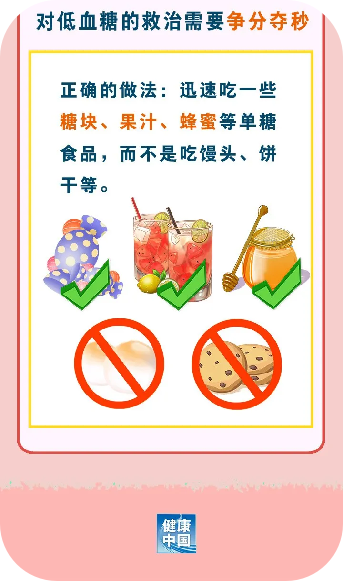 对低血糖的救治需要争分夺秒
正确的做法：迅速吃一些
糖块、果汁、蜂蜜等单糖
食品，而不是吃馒头、饼
干等。
健康
中国